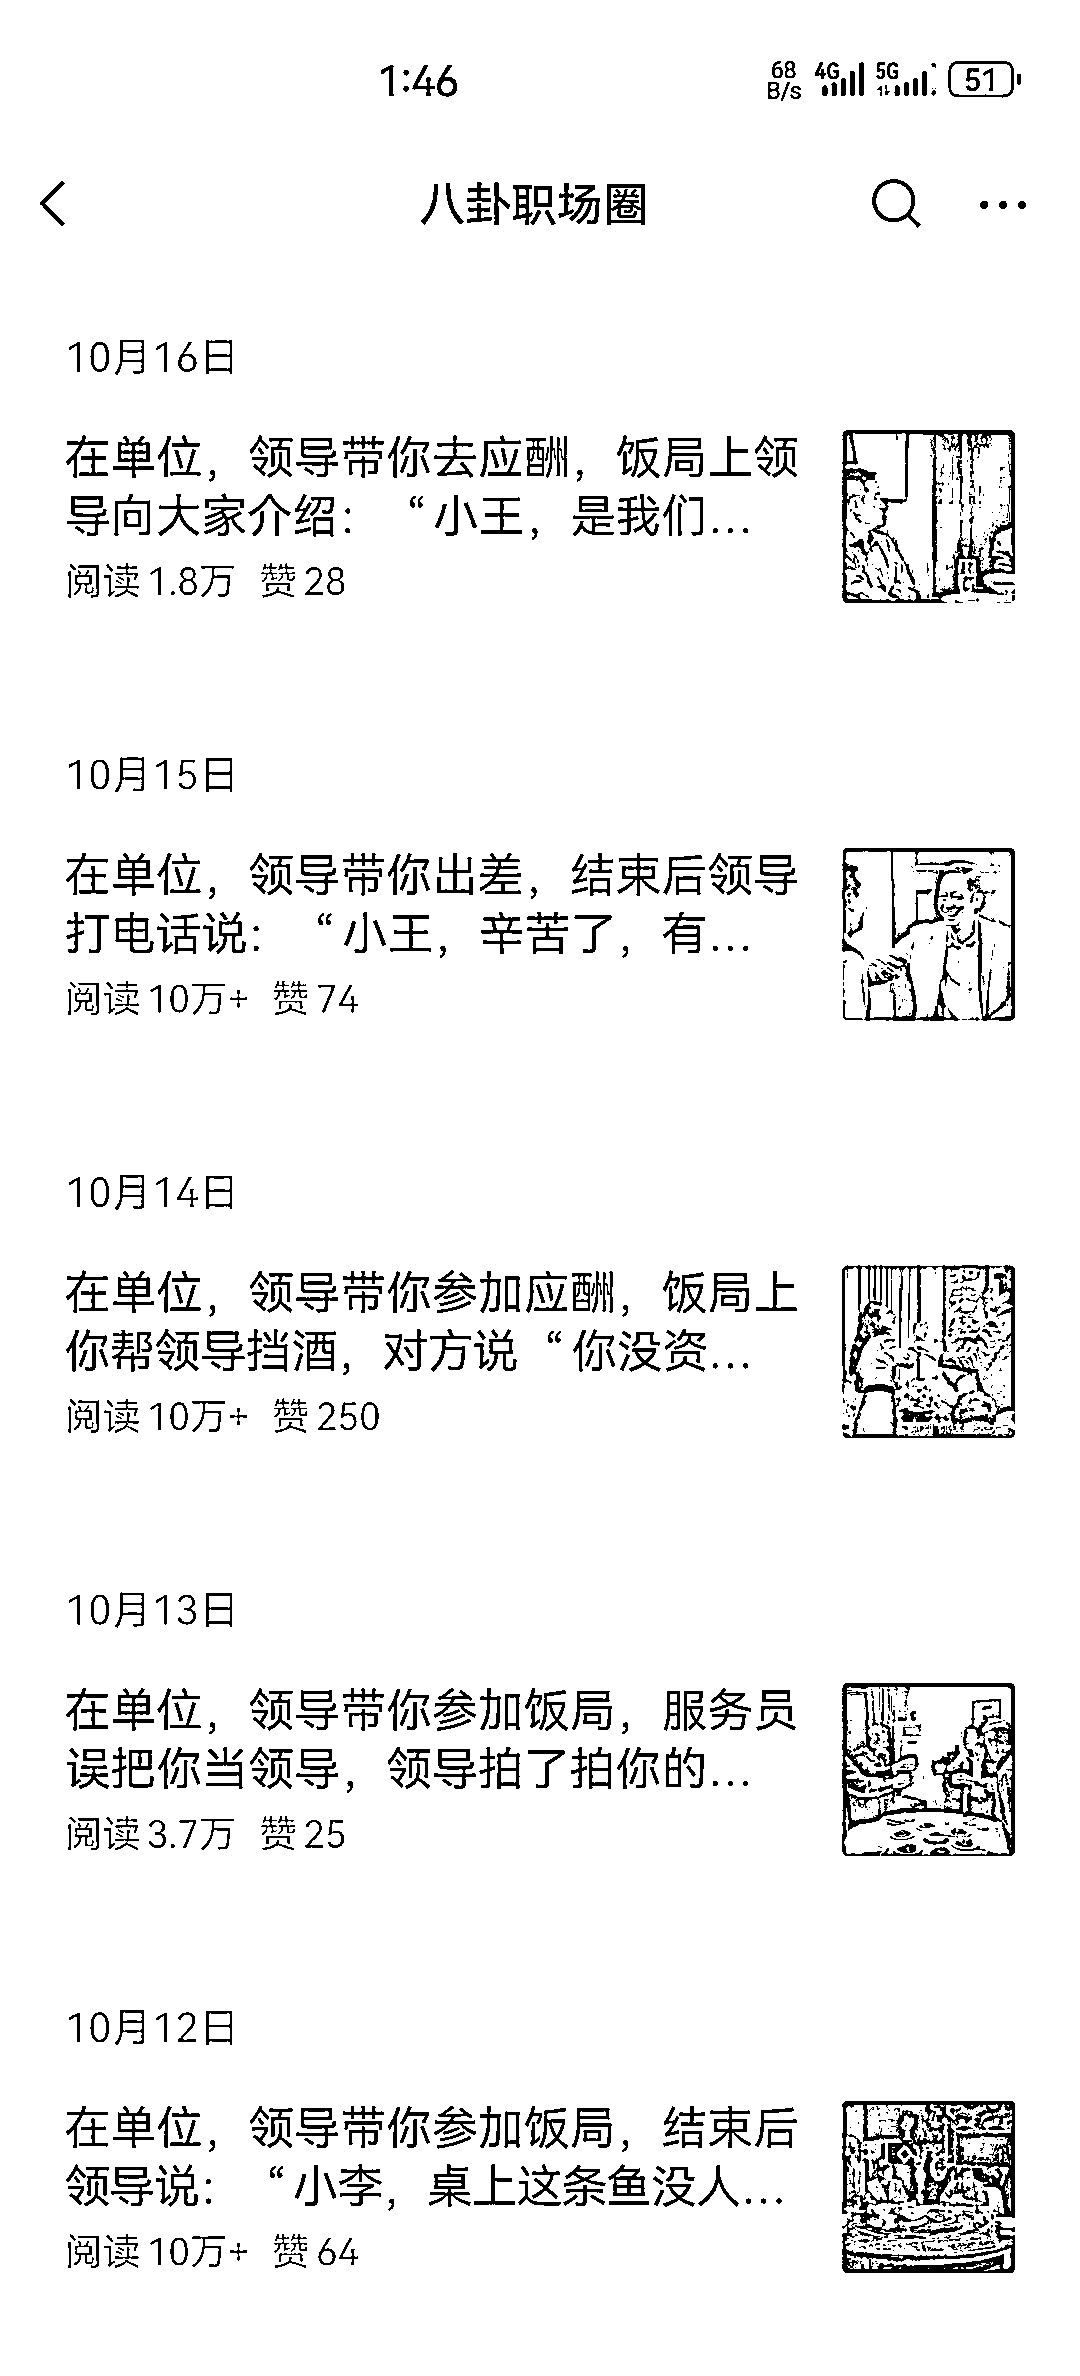 1:46
68 B/s 4G 5G 51
八卦职场圈
10月16日
在单位，领导带你去应酬，饭局上领
导向大家介绍：“小王，是我们...
阅读 1.8万 赞 28
10月15日
在单位，领导带你出差，结束后领导
打电话说：“小王，辛苦了，有...
阅读 10万+ 赞 74
10月14日
在单位，领导带你参加应酬，饭局上
你帮领导挡酒，对方说“你没资...
阅读 10万+ 赞 250
10月13日
在单位，领导带你参加饭局，服务员
误把你当领导，领导拍了拍你的...
阅读 3.7万 赞 25
10月12日
在单位，领导带你参加饭局，结束后
领导说：“小李，桌上这条鱼没人...
阅读 10万+ 赞 64